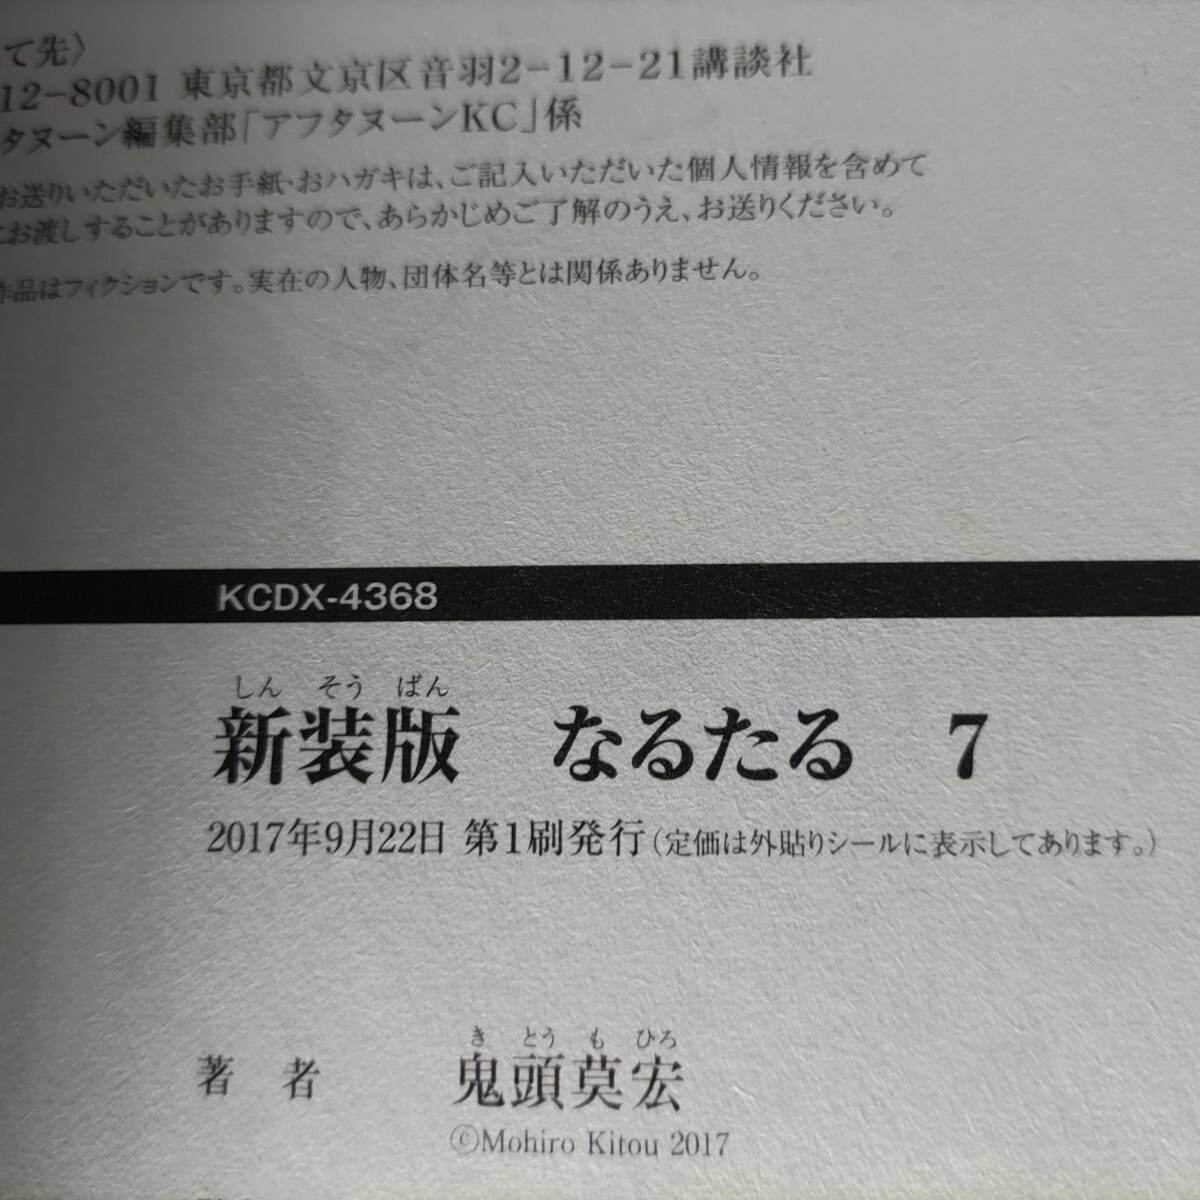 て先〉
12-8001 東京都文京区音羽2-12-21講談社
タヌーン編集部「アフタヌーンKC」係
お送りいただいたお手紙・おハガキは、ご記入いただいた個人情報を含めて
お渡しすることがありますので、あらかじめご了解のうえ、お送りください。
作品はフィクションです。実在の人物、団体名等とは関係ありません。
KCDX-4368
しん そう ばん
新装版 なるたる 7
2017年9月22日 第1刷発行（定価は外貼りシールに表示してあります。）
き とう も ひろ
著者 鬼頭莫宏
©Mohiro Kitou 2017